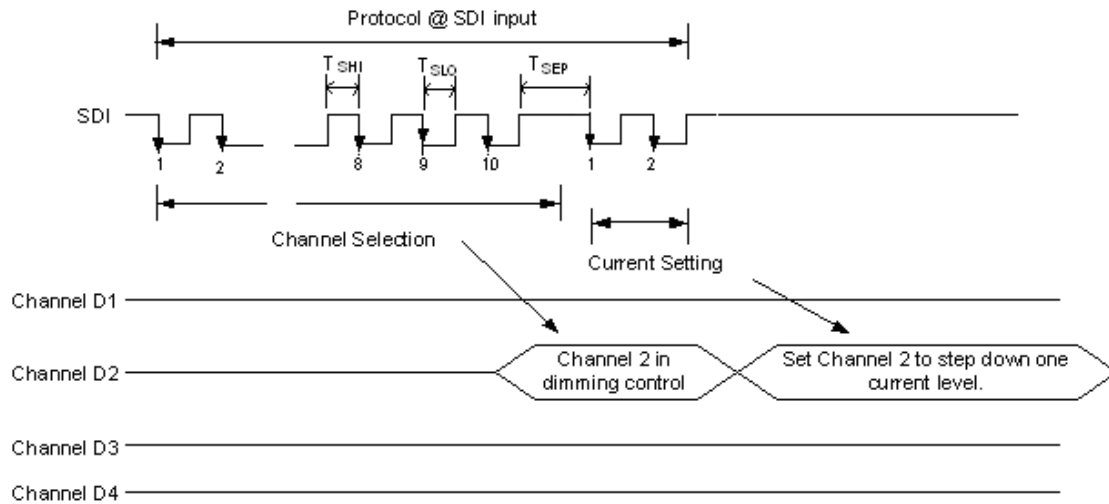 Protocol @ SDI input
TSHI TSLO TSEP
SDI
1 2 8 9 10 1 2
Channel Selection
Current Setting
Channel D1
Channel D2
Channel 2 in
dimming control
Set Channel 2 to step down one
current level.
Channel D3
Channel D4